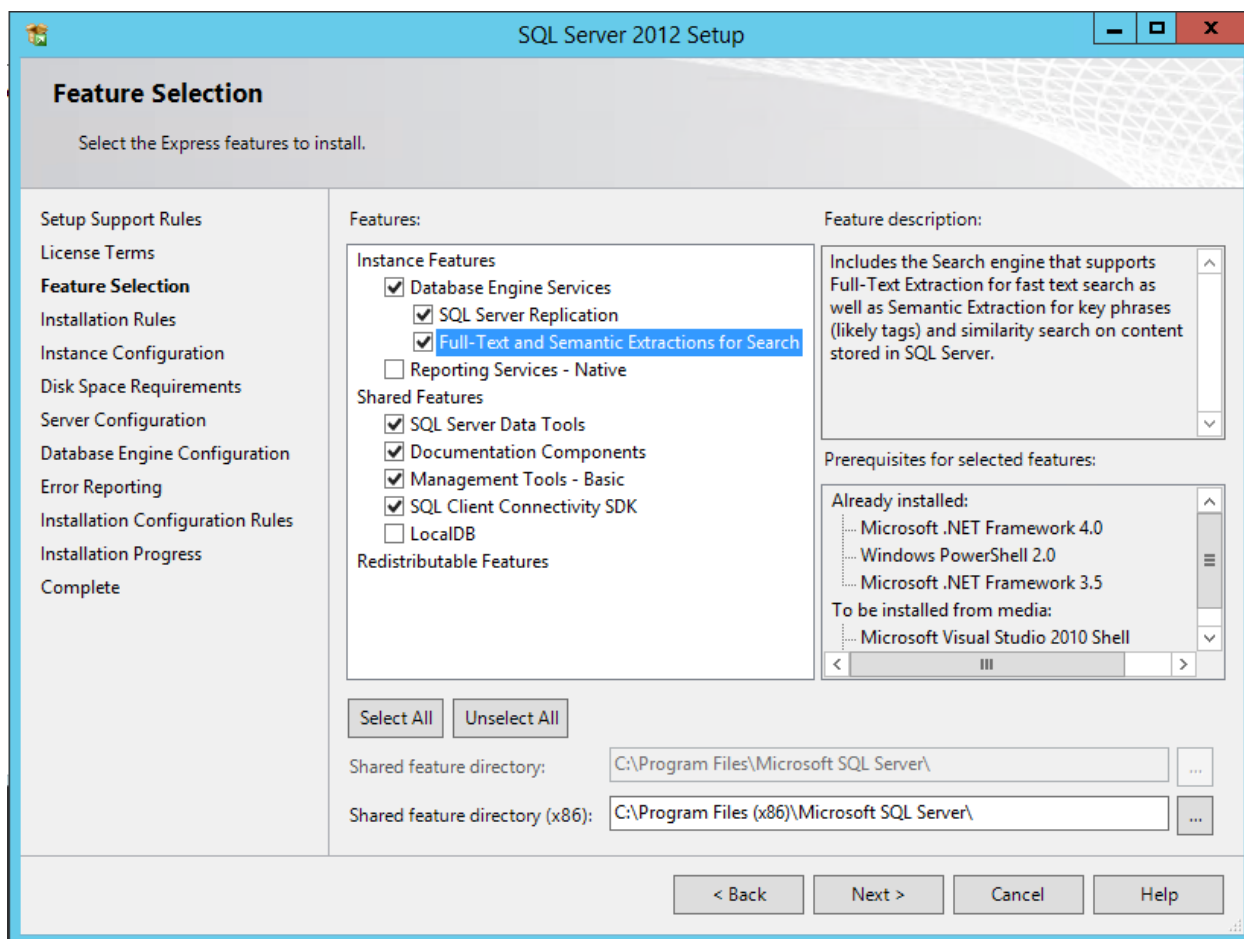 SQL Server 2012 Setup
Feature Selection
Select the Express features to install.
Setup Support Rules
License Terms
Feature Selection
Installation Rules
Instance Configuration
Disk Space Requirements
Server Configuration
Database Engine Configuration
Error Reporting
Installation Configuration Rules
Installation Progress
Complete
Features:
Instance Features
Database Engine Services
SQL Server Replication
Full-Text and Semantic Extractions for Search
Reporting Services - Native
Shared Features
SQL Server Data Tools
Documentation Components
Management Tools - Basic
SQL Client Connectivity SDK
LocalDB
Redistributable Features
Feature description:
Includes the Search engine that supports
Full-Text Extraction for fast text search as
well as Semantic Extraction for key phrases
(likely tags) and similarity search on content
stored in SQL Server.
Prerequisites for selected features:
Already installed:
Microsoft .NET Framework 4.0
Windows PowerShell 2.0
Microsoft .NET Framework 3.5
To be installed from media:
Microsoft Visual Studio 2010 Shell
Select All
Unselect All
Shared feature directory:
C:\Program Files\Microsoft SQL Server\
...
Shared feature directory (x86):
C:\Program Files (x86)\Microsoft SQL Server\
...
< Back
Next >
Cancel
Help